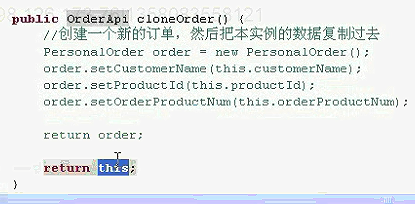 public OrderApi cloneOrder() {
//创建一个新的订单，然后把本实例的数据复制过去
PersonalOrder order = new PersonalOrder();
order.setCustomerName(this.customerName);
order.setProductId(this.productId);
order.setOrderProductNum(this.orderProductNum);
return order;
return this;
}